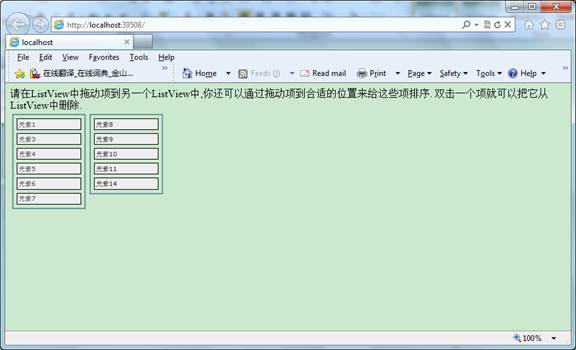 http://localhost:39508/
localhost
File Edit View Favorites Tools Help
在线翻译_在线词典_金山... Home Feeds (J) Read mail Print Page Safety Tools Help
请在ListView中拖动项到另一个ListView中,你还可以通过拖动项到合适的位置来给这些项排序. 双击一个项就可以把它从
ListView中删除.
元素1 元素8
元素3 元素9
元素4 元素10
元素5 元素11
元素6 元素14
元素7
100%